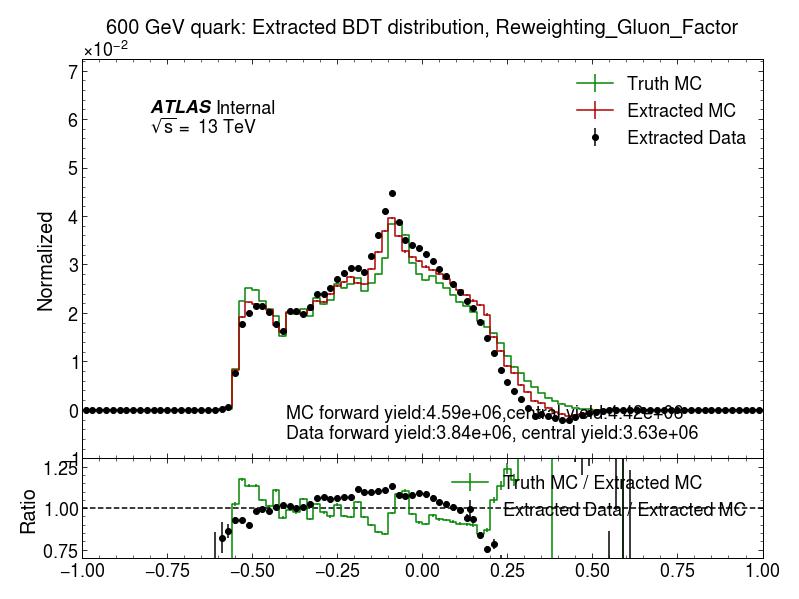 600 GeV quark: Extracted BDT distribution, Reweighting_Gluon_Factor
×10⁻²
7
6
5
4
3
2
1
0
1
Normalized
ATLAS Internal
√s = 13 TeV
Truth MC
Extracted MC
Extracted Data
MC forward yield:4.59e+06,central yield:4.42e+06
Data forward yield:3.84e+06, central yield:3.63e+06
1.25
1.00
0.75
Ratio
Truth MC / Extracted MC
Extracted Data / Extracted MC
−1.00 −0.75 −0.50 −0.25 0.00 0.25 0.50 0.75 1.00